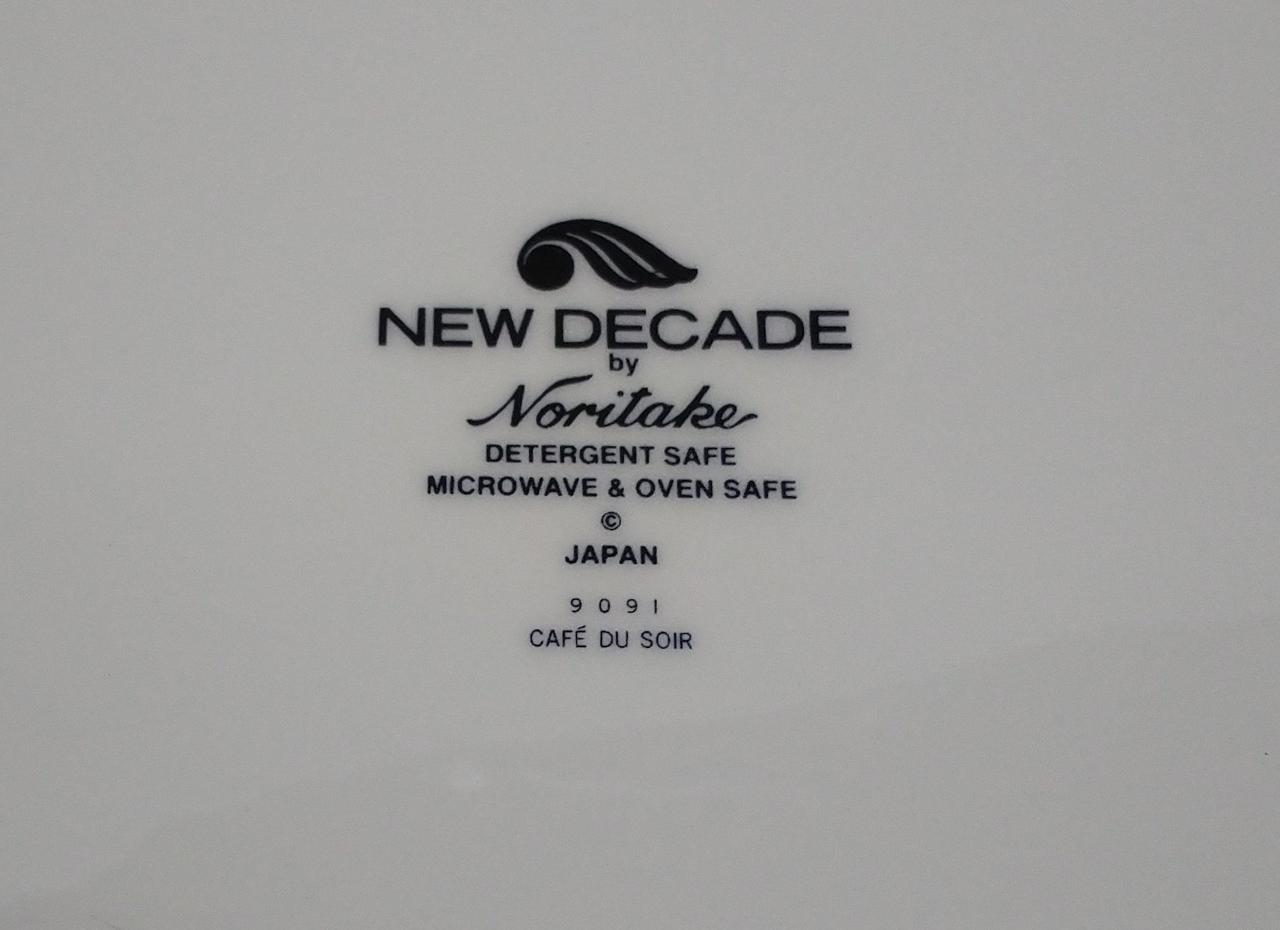 NEW DECADE
by
Noritake
DETERGENT SAFE
MICROWAVE & OVEN SAFE
©
JAPAN
9091
CAFÉ DU SOIR